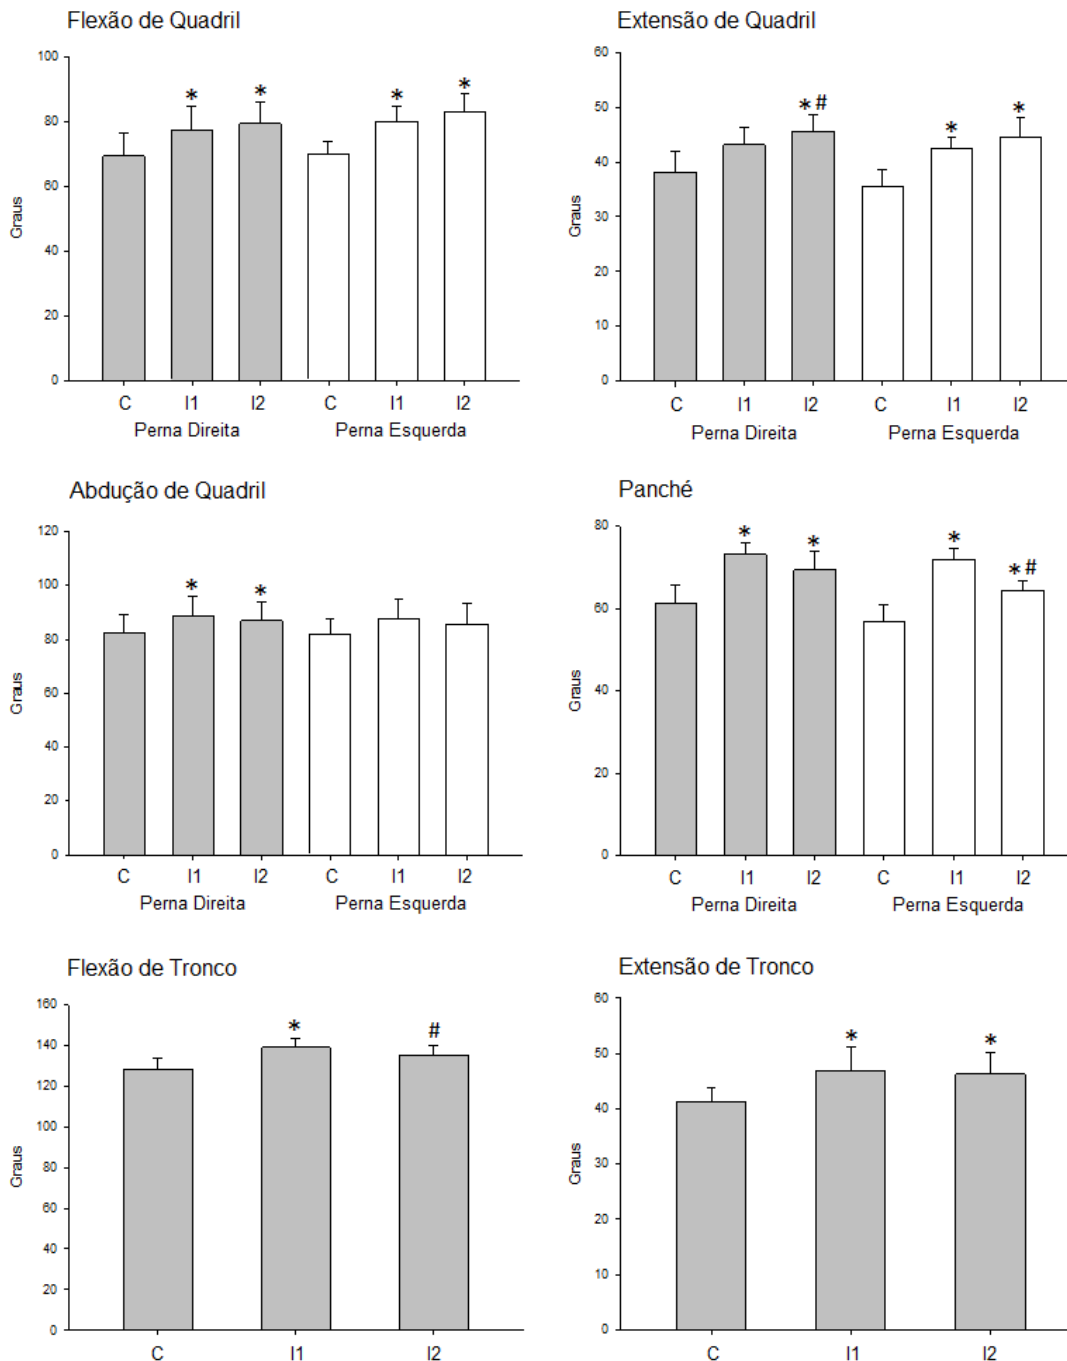 Flexão de Quadril
100
80
60
40
20
0
Graus
* * * *
C I1 I2 C I1 I2
Perna Direita Perna Esquerda
Extensão de Quadril
60
50
40
30
20
10
0
Graus
*# * *
C I1 I2 C I1 I2
Perna Direita Perna Esquerda
Abdução de Quadril
120
100
80
60
40
20
0
Graus
* *
C I1 I2 C I1 I2
Perna Direita Perna Esquerda
Panché
80
60
40
20
0
Graus
* * * *#
C I1 I2 C I1 I2
Perna Direita Perna Esquerda
Flexão de Tronco
160
140
120
100
80
60
40
20
0
Graus
* #
C I1 I2
Extensão de Tronco
60
50
40
30
20
10
0
Graus
* *
C I1 I2